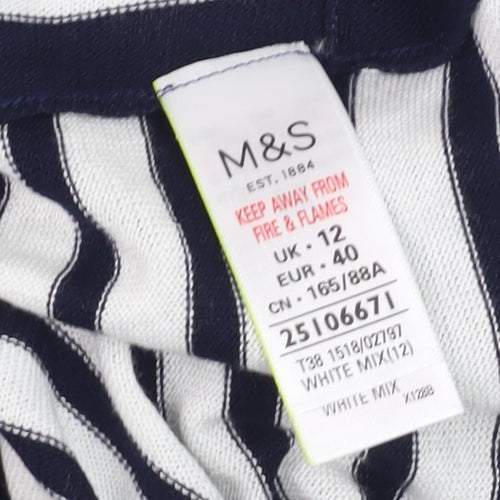 M&S
EST. 1884
KEEP AWAY FROM
FIRE & FLAMES
UK • 12
EUR • 40
CN • 165/88A
25106671
T38 1518/02797
WHITE MIX(12)
WHITE MIX X1288